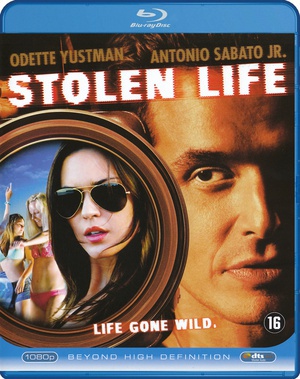 Blu-ray Disc
ODETTE YUSTMAN ANTONIO SABATO JR.
STOLEN LIFE
LIFE GONE WILD.
16
1080p BEYOND HIGH DEFINITION dts